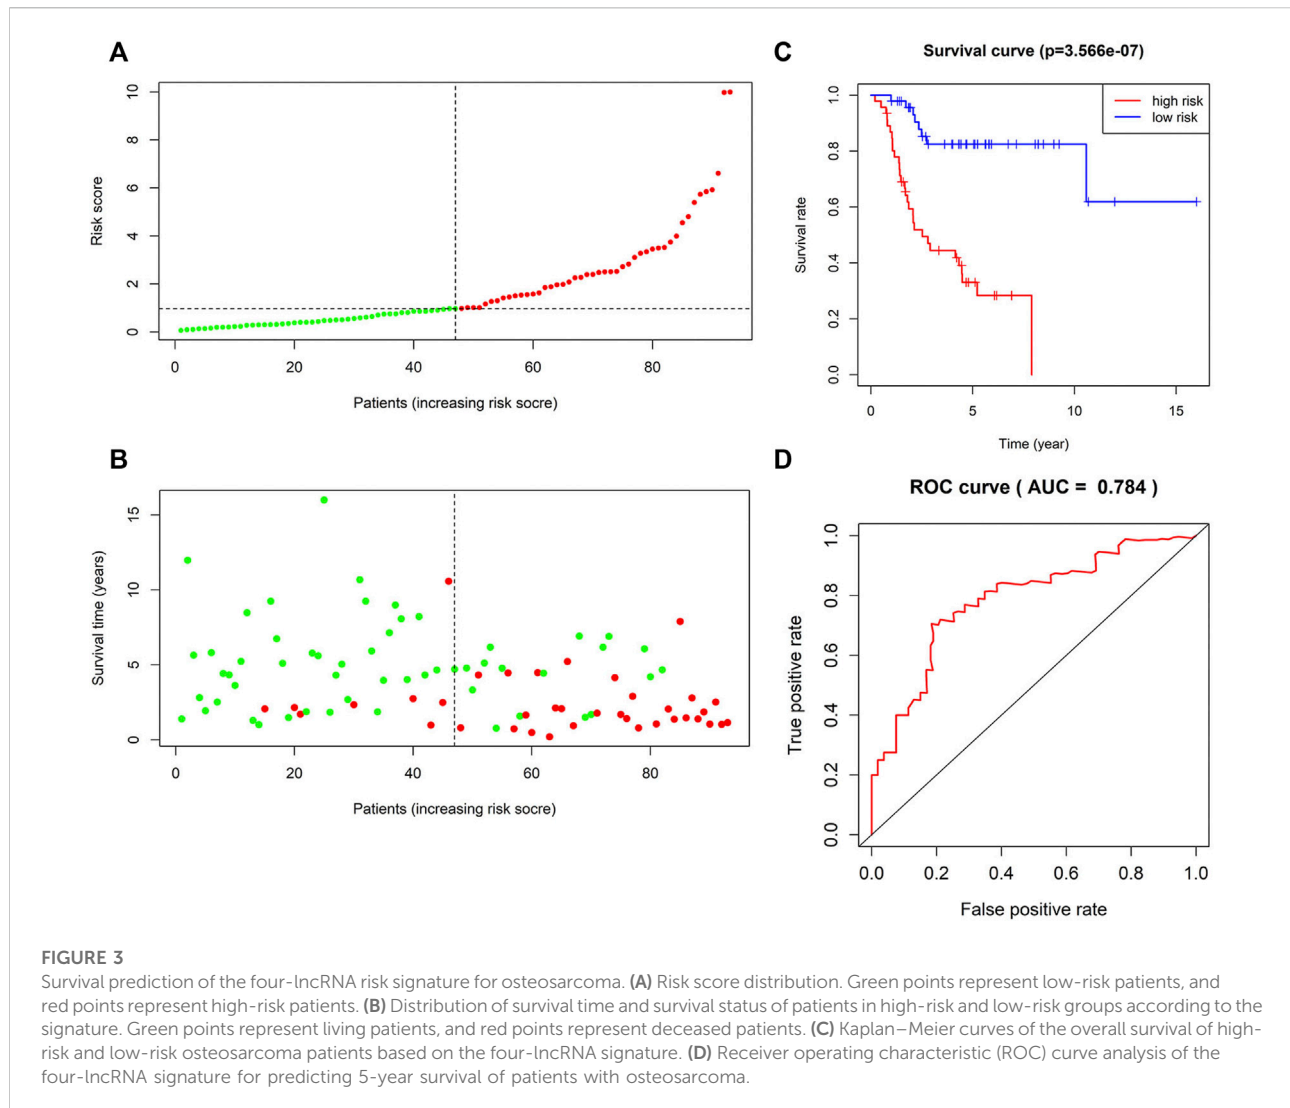 A
Risk score
10
8
6
4
2
0
0 20 40 60 80
Patients (increasing risk socre)
B
Survival time (years)
15
10
5
0
0 20 40 60 80
Patients (increasing risk socre)
C
Survival curve (p=3.566e-07)
high risk
low risk
Survival rate
1.0
0.8
0.6
0.4
0.2
0.0
0 5 10 15
Time (year)
D
ROC curve ( AUC = 0.784 )
True positive rate
1.0
0.8
0.6
0.4
0.2
0.0
0.0 0.2 0.4 0.6 0.8 1.0
False positive rate
FIGURE 3
Survival prediction of the four-lncRNA risk signature for osteosarcoma. (A) Risk score distribution. Green points represent low-risk patients, and
red points represent high-risk patients. (B) Distribution of survival time and survival status of patients in high-risk and low-risk groups according to the
signature. Green points represent living patients, and red points represent deceased patients. (C) Kaplan–Meier curves of the overall survival of high-
risk and low-risk osteosarcoma patients based on the four-lncRNA signature. (D) Receiver operating characteristic (ROC) curve analysis of the
four-lncRNA signature for predicting 5-year survival of patients with osteosarcoma.